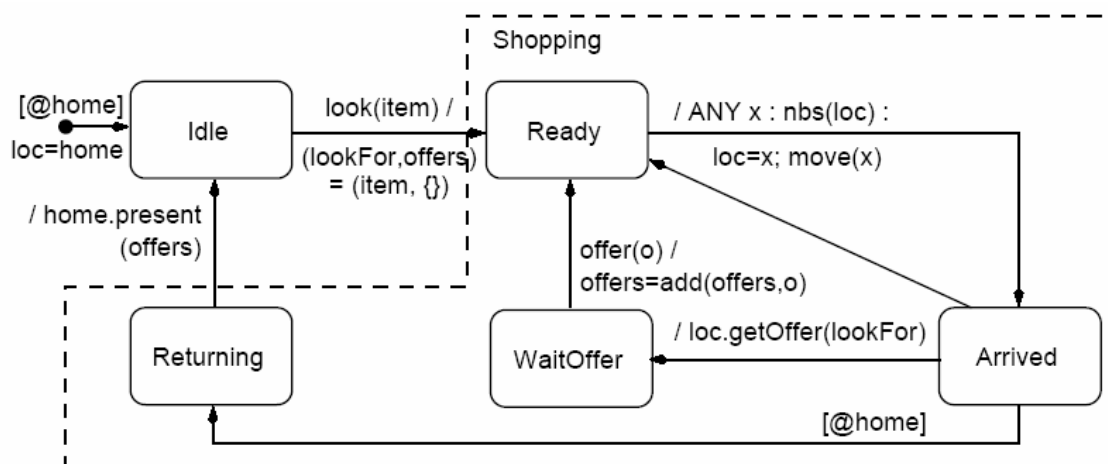 Shopping
[@home]
loc=home
Idle
look(item) /
(lookFor,offers)
= (item, {})
Ready
/ ANY x : nbs(loc) :
loc=x; move(x)
/ home.present
(offers)
offer(o) /
offers=add(offers,o)
Returning
WaitOffer
/ loc.getOffer(lookFor)
Arrived
[@home]